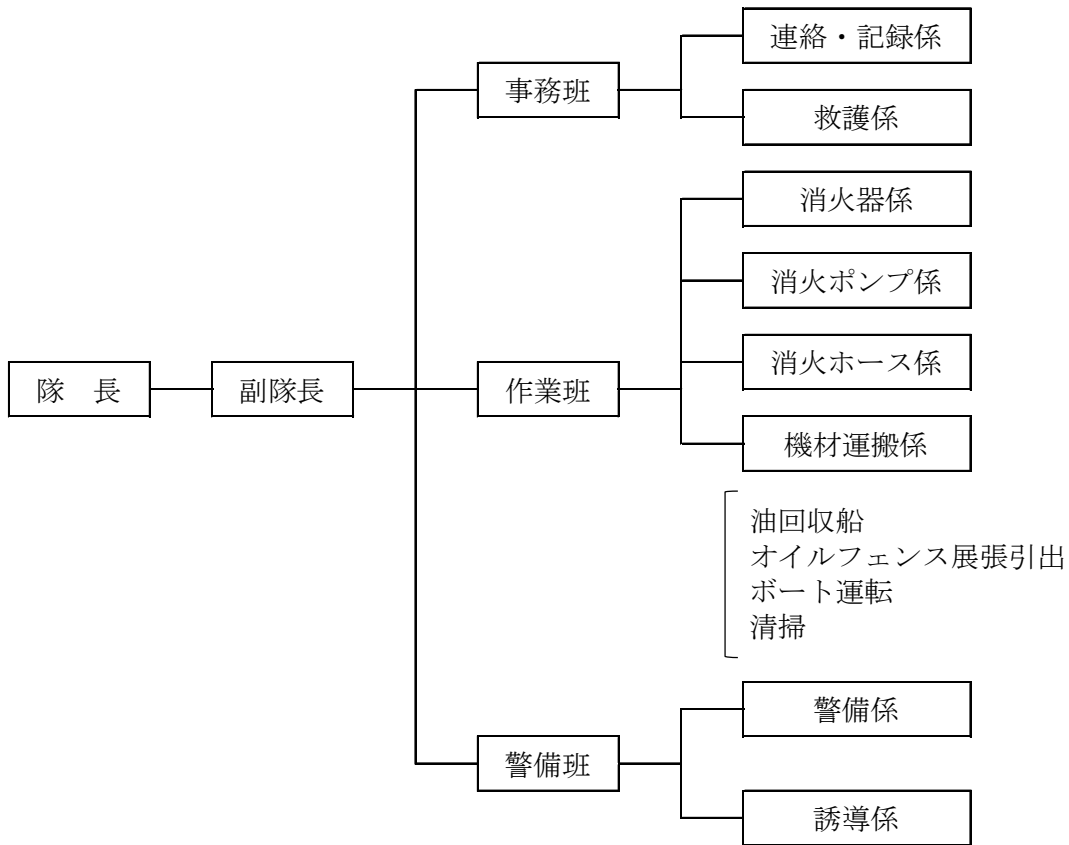 連絡・記録係
事務班
救護係
消火器係
消火ポンプ係
隊　長
副隊長
作業班
消火ホース係
機材運搬係
油回収船
オイルフェンス展張引出
ボート運転
清掃
警備係
警備班
誘導係